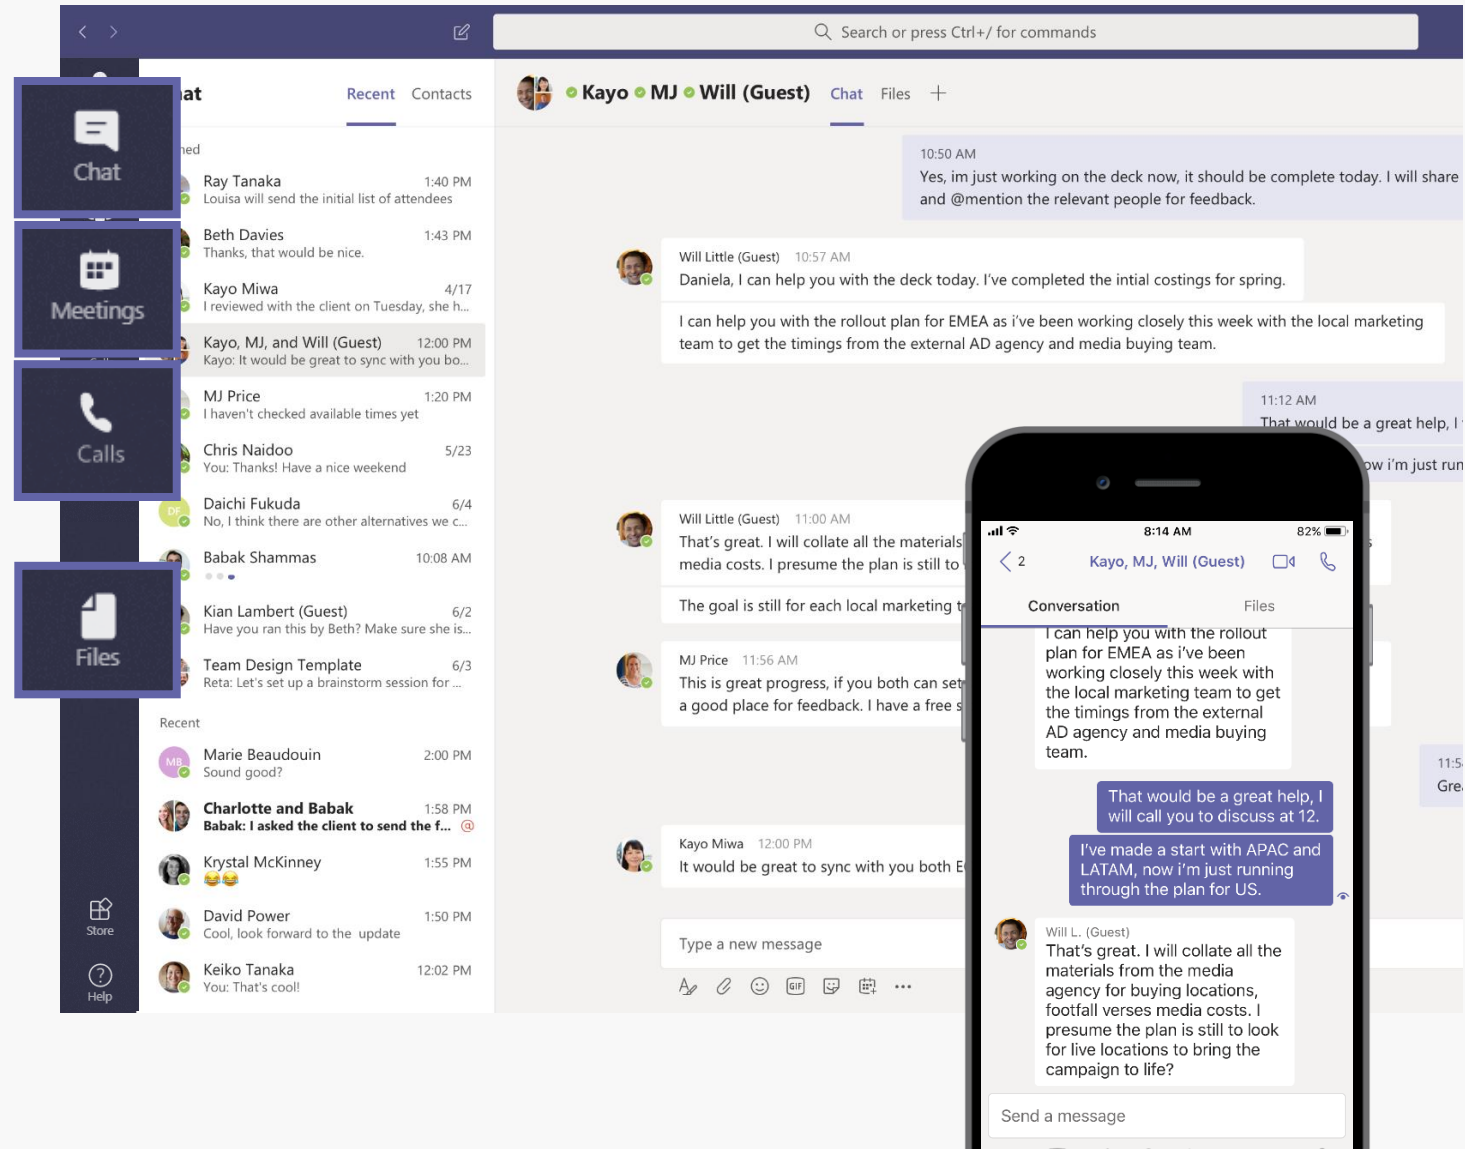 Search or press Ctrl+/ for commands
Chat
Meetings
Calls
Files
Store
Help
Recent Contacts
Ray Tanaka 1:40 PM
Louisa will send the initial list of attendees
Beth Davies 1:43 PM
Thanks, that would be nice.
Kayo Miwa 4/17
I reviewed with the client on Tuesday, she h...
Kayo, MJ, and Will (Guest) 12:00 PM
Kayo: It would be great to sync with you bo...
MJ Price 1:20 PM
I haven't checked available times yet
Chris Naidoo 5/23
You: Thanks! Have a nice weekend
DF
Daichi Fukuda 6/4
No, I think there are other alternatives we c...
Babak Shammas 10:08 AM
Kian Lambert (Guest) 6/2
Have you ran this by Beth? Make sure she is...
Team Design Template 6/3
Reta: Let's set up a brainstorm session for ...
Recent
MB
Marie Beaudouin 2:00 PM
Sound good?
Charlotte and Babak 1:58 PM
Babak: I asked the client to send the f... @
Krystal McKinney 1:55 PM
David Power 1:50 PM
Cool, look forward to the update
Keiko Tanaka 12:02 PM
You: That's cool!
Kayo MJ Will (Guest) Chat Files
10:50 AM
Yes, im just working on the deck now, it should be complete today. I will share
and @mention the relevant people for feedback.
Will Little (Guest) 10:57 AM
Daniela, I can help you with the deck today. I've completed the intial costings for spring.
I can help you with the rollout plan for EMEA as i've been working closely this week with the local marketing
team to get the timings from the external AD agency and media buying team.
11:12 AM
That would be a great help, I
ow i'm just run
Will Little (Guest) 11:00 AM
That's great. I will collate all the materials
media costs. I presume the plan is still to
The goal is still for each local marketing
MJ Price 11:56 AM
This is great progress, if you both can set
a good place for feedback. I have a free s
11:5
Gre
Kayo Miwa 12:00 PM
It would be great to sync with you both E
Type a new message
GIF
8:14 AM 82%
2 Kayo, MJ, Will (Guest)
Conversation Files
I can help you with the rollout
plan for EMEA as i've been
working closely this week with
the local marketing team to get
the timings from the external
AD agency and media buying
team.
That would be a great help, I
will call you to discuss at 12.
I've made a start with APAC and
LATAM, now i'm just running
through the plan for US.
Will L. (Guest)
That's great. I will collate all the
materials from the media
agency for buying locations,
footfall verses media costs. I
presume the plan is still to look
for live locations to bring the
campaign to life?
Send a message